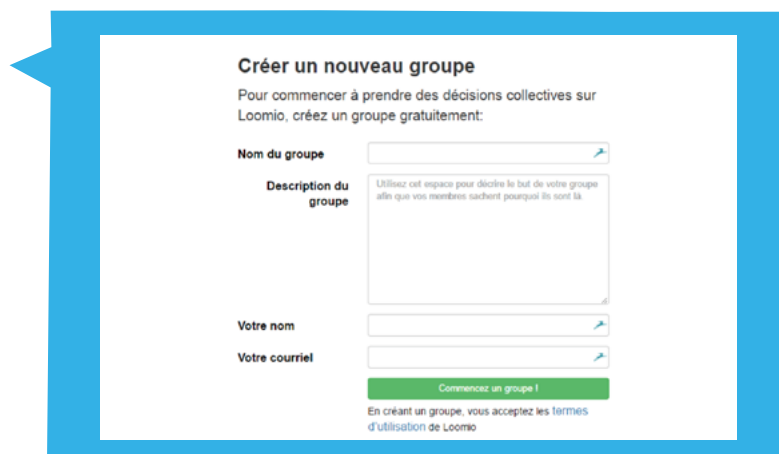 Créer un nouveau groupe
Pour commencer à prendre des décisions collectives sur
Loomio, créez un groupe gratuitement:
Nom du groupe
Description du
groupe
Utilisez cet espace pour décrire le but de votre groupe
afin que vos membres sachent pourquoi ils sont là.
Votre nom
Votre courriel
Commencez un groupe !
En créant un groupe, vous acceptez les termes
d'utilisation de Loomio